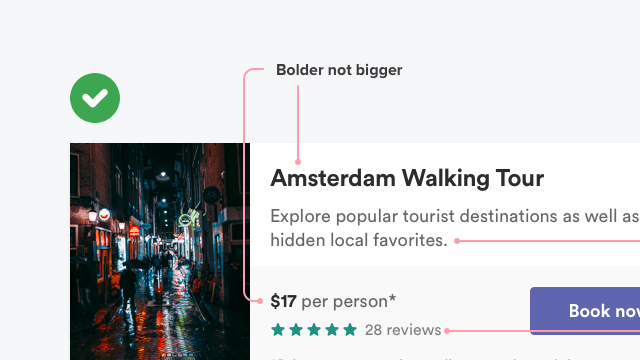 Bolder not bigger
Amsterdam Walking Tour
Explore popular tourist destinations as well as
hidden local favorites.
$17 per person*
Book now
28 reviews